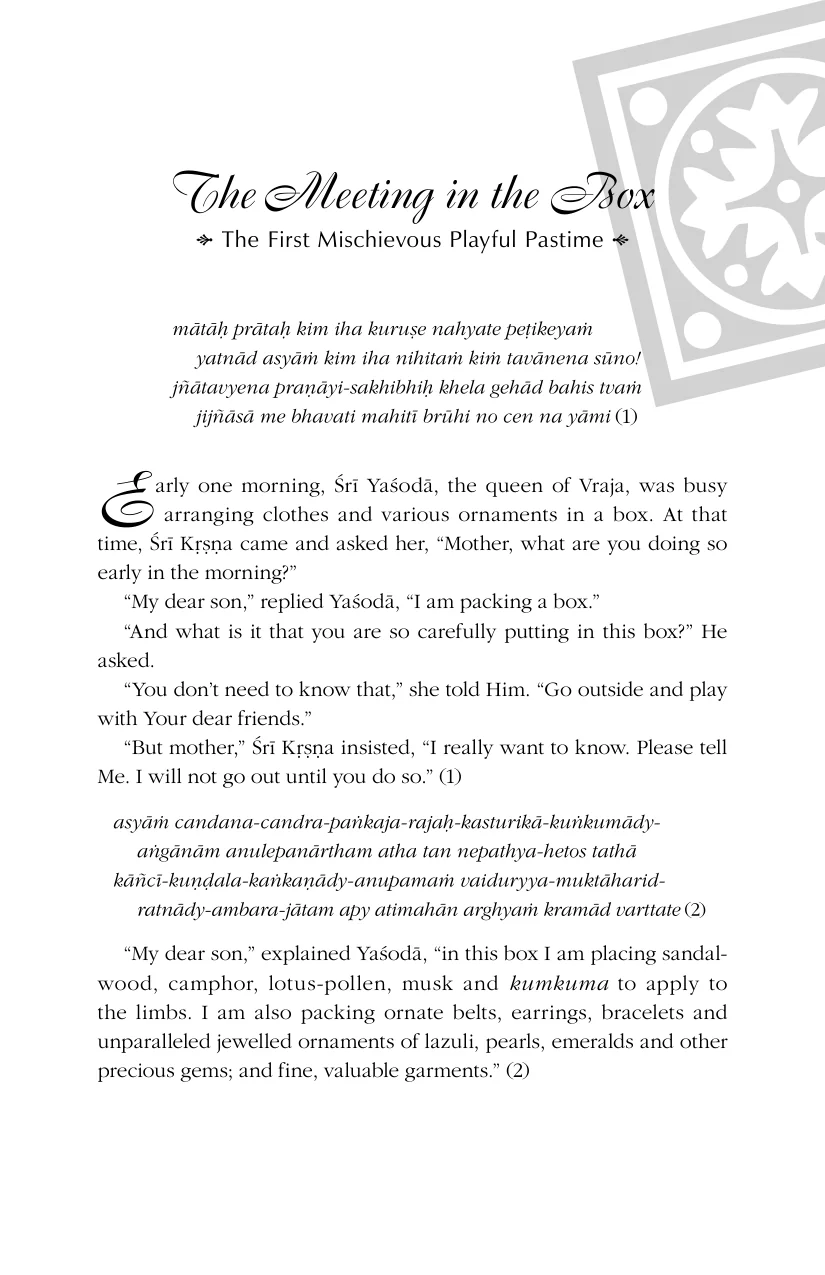 The Meeting in the Box
The First Mischievous Playful Pastime
mātāḥ prātaḥ kim iha kuruṣe nahyate peṭikeyaṁ
yatnād asyāṁ kim iha nihitaṁ kiṁ tavānena sūno!
jñātavyena praṇāyi-sakhibhiḥ khela gehād bahis tvaṁ
jijñāsā me bhavati mahitī brūhi no cen na yāmi (1)
Early one morning, Śrī Yaśodā, the queen of Vraja, was busy
arranging clothes and various ornaments in a box. At that
time, Śrī Kṛṣṇa came and asked her, “Mother, what are you doing so
early in the morning?”
“My dear son,” replied Yaśodā, “I am packing a box.”
“And what is it that you are so carefully putting in this box?” He
asked.
“You don’t need to know that,” she told Him. “Go outside and play
with Your dear friends.”
“But mother,” Śrī Kṛṣṇa insisted, “I really want to know. Please tell
Me. I will not go out until you do so.” (1)
asyāṁ candana-candra-paṅkaja-rajaḥ-kasturikā-kuṅkumādy-
aṅgānām anulepanārtham atha tan nepathya-hetos tathā
kāñcī-kuṇḍala-kaṅkaṇādy-anupamaṁ vaiduryya-muktāharid-
ratnādy-ambara-jātam apy atimahān arghyaṁ kramād varttate (2)
“My dear son,” explained Yaśodā, “in this box I am placing sandal-
wood, camphor, lotus-pollen, musk and kumkuma to apply to
the limbs. I am also packing ornate belts, earrings, bracelets and
unparalleled jewelled ornaments of lazuli, pearls, emeralds and other
precious gems; and fine, valuable garments.” (2)